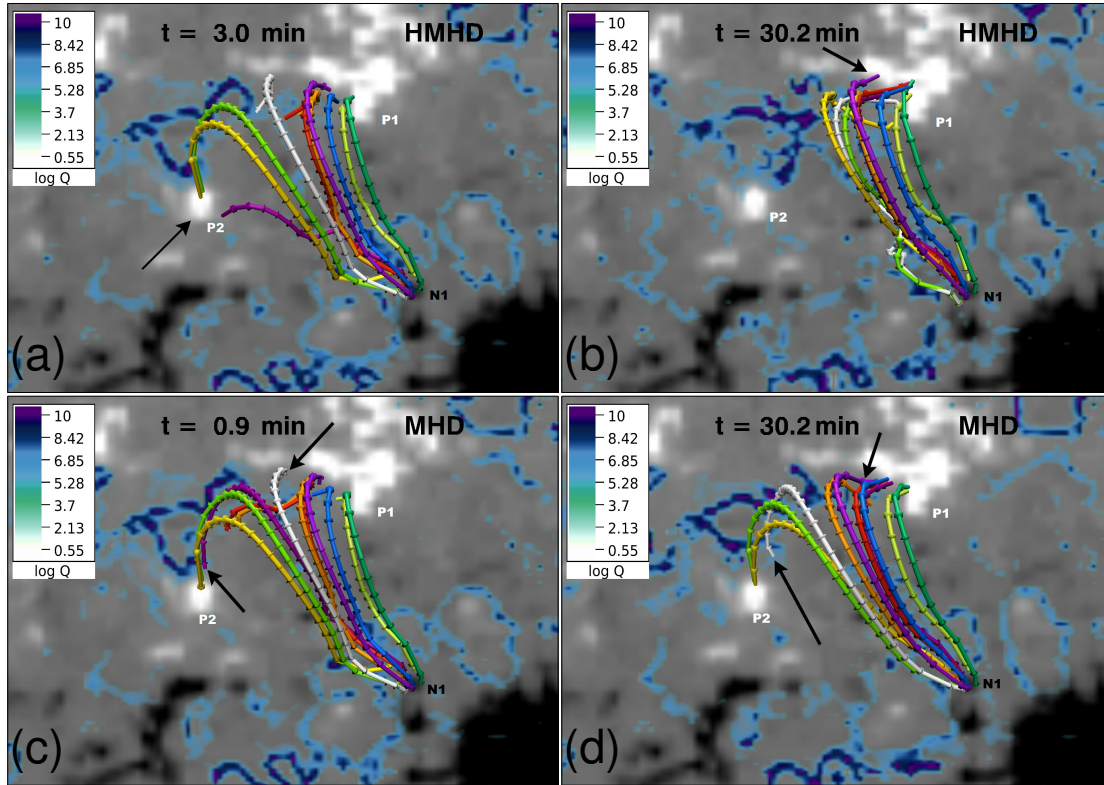 10
8.42
6.85
5.28
3.7
2.13
0.55
log Q
t = 3.0 min HMHD
P1
P2
N1
(a)
10
8.42
6.85
5.28
3.7
2.13
0.55
log Q
t = 30.2 min HMHD
P1
P2
N1
(b)
10
8.42
6.85
5.28
3.7
2.13
0.55
log Q
t = 0.9 min MHD
P1
P2
N1
(c)
10
8.42
6.85
5.28
3.7
2.13
0.55
log Q
t = 30.2 min MHD
P1
P2
N1
(d)